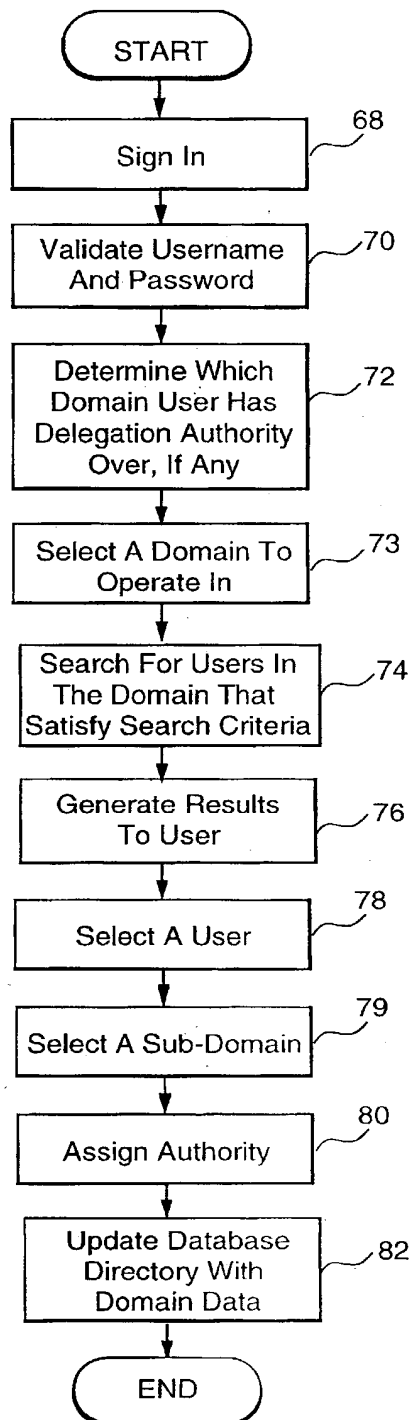 START
68
Sign In
70
Validate Username
And Password
72
Determine Which
Domain User Has
Delegation Authority
Over, If Any
73
Select A Domain To
Operate In
74
Search For Users In
The Domain That
Satisfy Search Criteria
76
Generate Results
To User
78
Select A User
79
Select A Sub-Domain
80
Assign Authority
82
Update Database
Directory With
Domain Data
END